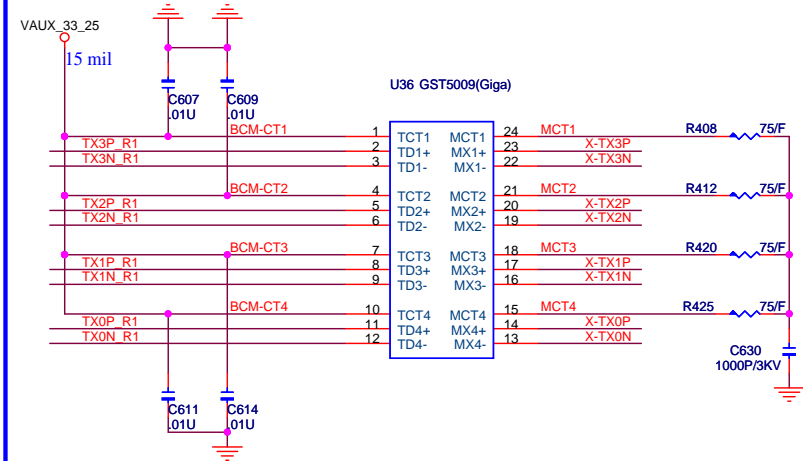 VAUX_33_25
15 mil
C607
.01U
C609
.01U
U36 GST5009(Giga)
BCM-CT1 1 TCT1 MCT1 24 MCT1 R408 75/F
TX3P_R1 2 TD1+ MX1+ 23 X-TX3P
TX3N_R1 3 TD1- MX1- 22 X-TX3N
BCM-CT2 4 TCT2 MCT2 21 MCT2 R412 75/F
TX2P_R1 5 TD2+ MX2+ 20 X-TX2P
TX2N_R1 6 TD2- MX2- 19 X-TX2N
BCM-CT3 7 TCT3 MCT3 18 MCT3 R420 75/F
TX1P_R1 8 TD3+ MX3+ 17 X-TX1P
TX1N_R1 9 TD3- MX3- 16 X-TX1N
BCM-CT4 10 TCT4 MCT4 15 MCT4 R425 75/F
TX0P_R1 11 TD4+ MX4+ 14 X-TX0P
TX0N_R1 12 TD4- MX4- 13 X-TX0N
C630
1000P/3KV
C611
.01U
C614
.01U